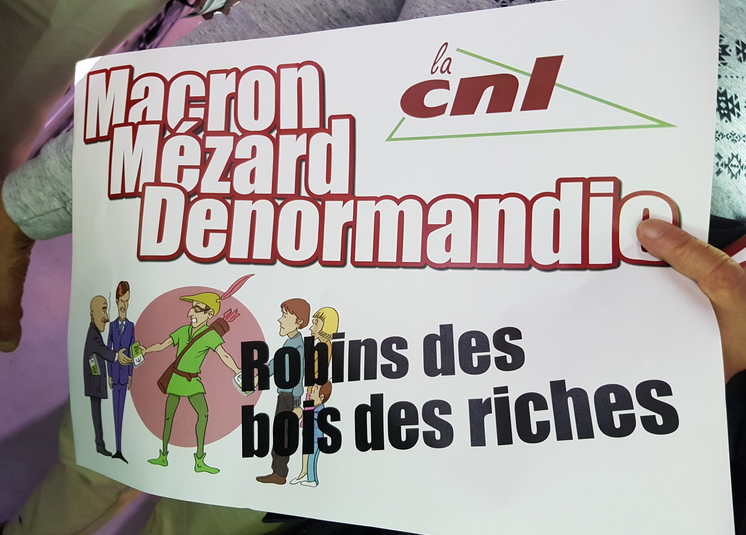 la
cnl
Macron
Mézard
Denormandie
Robins des
bois des riches